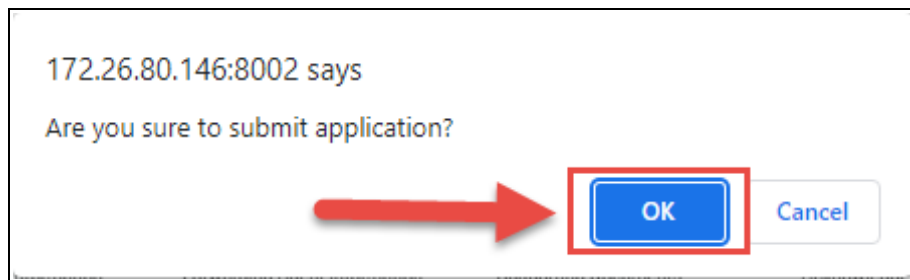 172.26.80.146:8002 says
Are you sure to submit application?
OK
Cancel